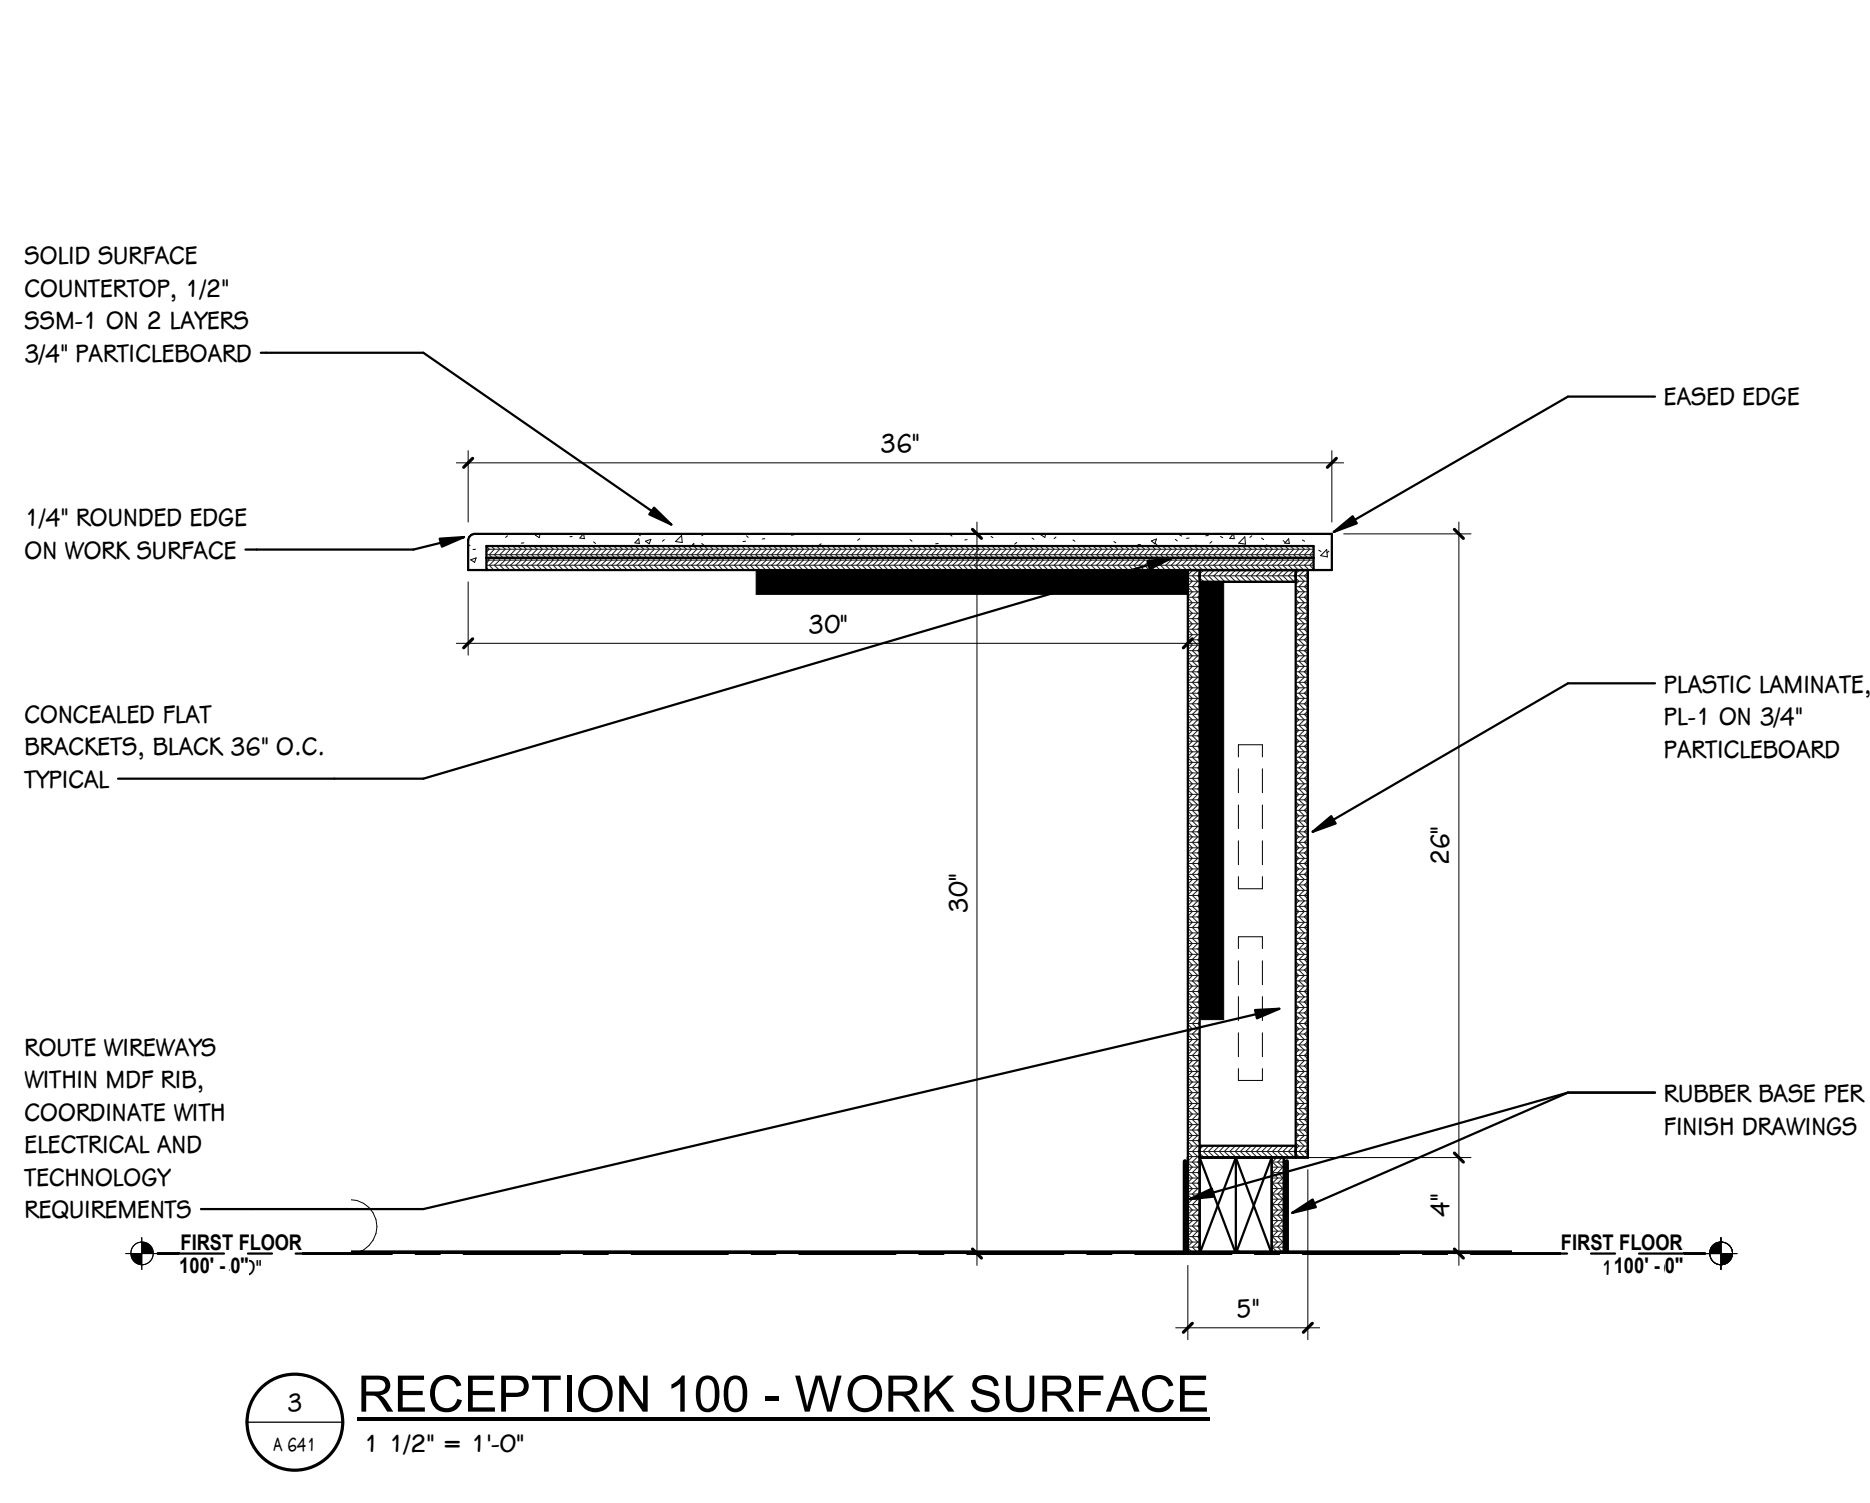 SOLID SURFACE
COUNTERTOP, 1/2"
SSM-1 ON 2 LAYERS
3/4" PARTICLEBOARD
EASED EDGE
36"
1/4" ROUNDED EDGE
ON WORK SURFACE
30"
CONCEALED FLAT
BRACKETS, BLACK 36" O.C.
TYPICAL
PLASTIC LAMINATE,
PL-1 ON 3/4"
PARTICLEBOARD
26"
30"
ROUTE WIREWAYS
WITHIN MDF RIB,
COORDINATE WITH
ELECTRICAL AND
TECHNOLOGY
REQUIREMENTS
RUBBER BASE PER
FINISH DRAWINGS
4"
FIRST FLOOR
100' - 0"
FIRST FLOOR
100' - 0"
5"
3
A 641
RECEPTION 100 - WORK SURFACE
1 1/2" = 1'-0"